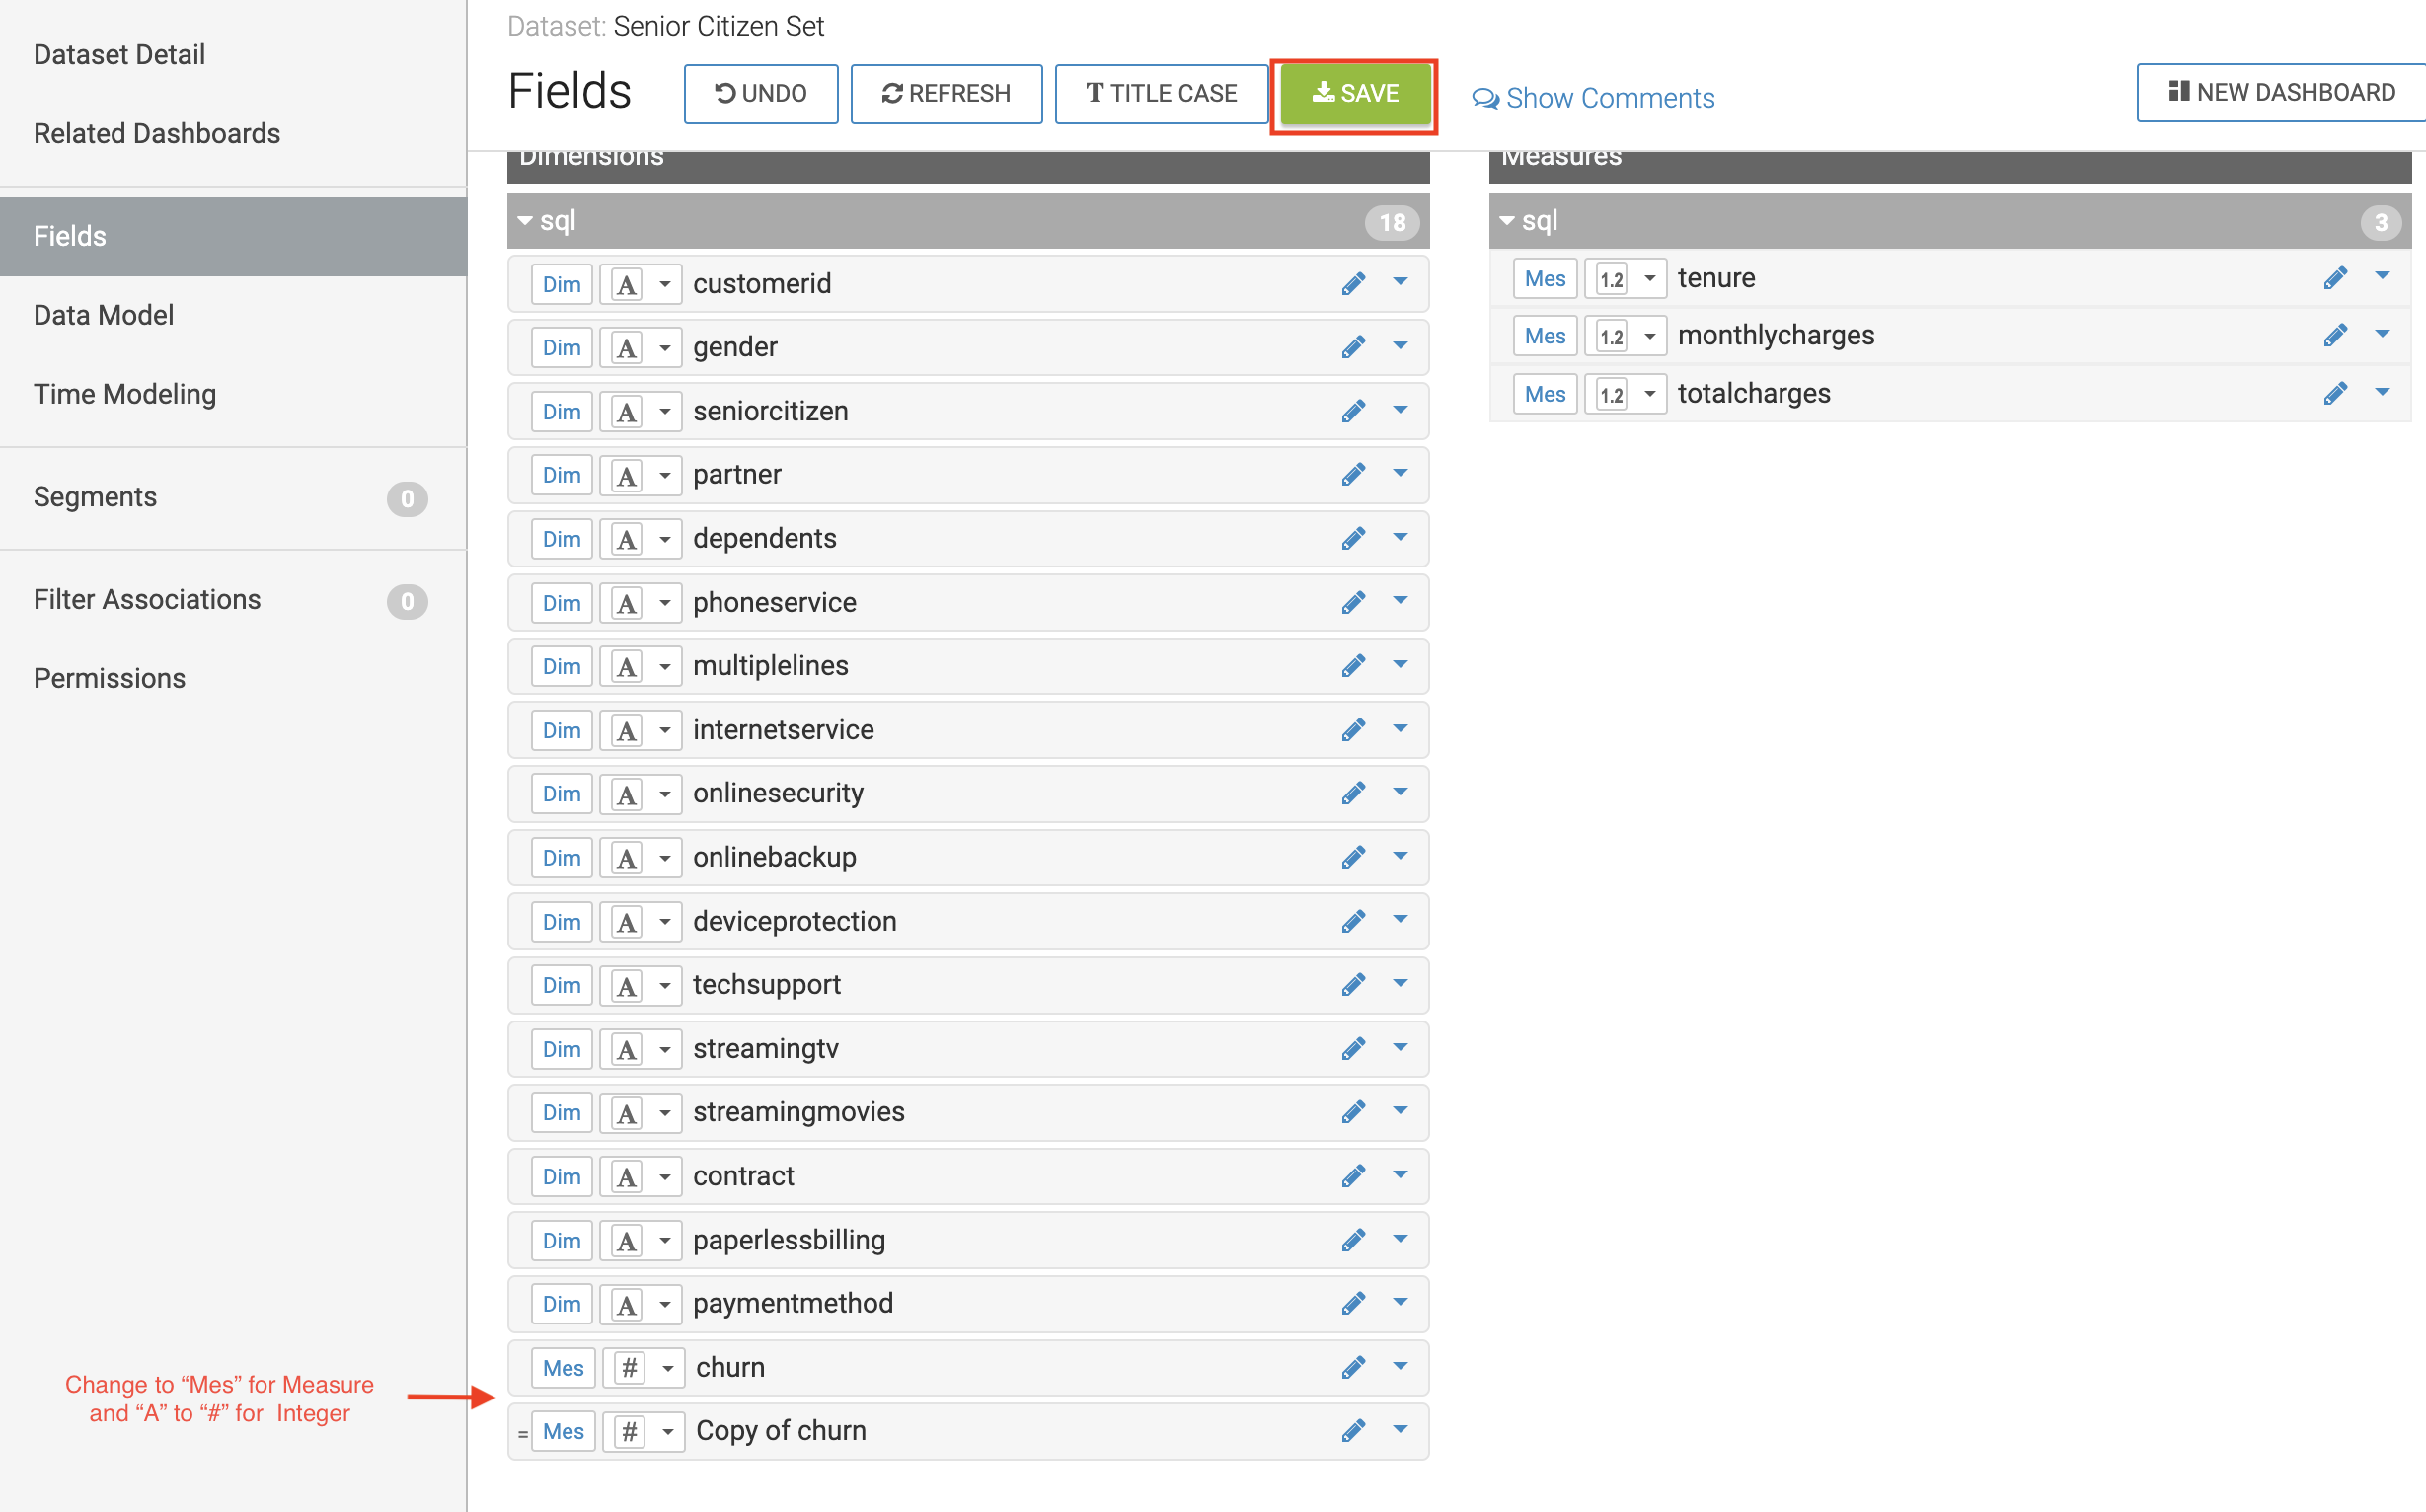 Dataset Detail
Related Dashboards
Fields
Data Model
Time Modeling
Segments 0
Filter Associations 0
Permissions
Dataset: Senior Citizen Set
Fields UNDO REFRESH T TITLE CASE SAVE Show Comments NEW DASHBOARD
Dimensions
sql 18
Dim A customerid
Dim A gender
Dim A seniorcitizen
Dim A partner
Dim A dependents
Dim A phoneservice
Dim A multiplelines
Dim A internetservice
Dim A onlinesecurity
Dim A onlinebackup
Dim A deviceprotection
Dim A techsupport
Dim A streamingtv
Dim A streamingmovies
Dim A contract
Dim A paperlessbilling
Dim A paymentmethod
Mes # churn
= Mes # Copy of churn
Measures
sql 3
Mes 1.2 tenure
Mes 1.2 monthlycharges
Mes 1.2 totalcharges
Change to “Mes” for Measure
and “A” to “#” for Integer